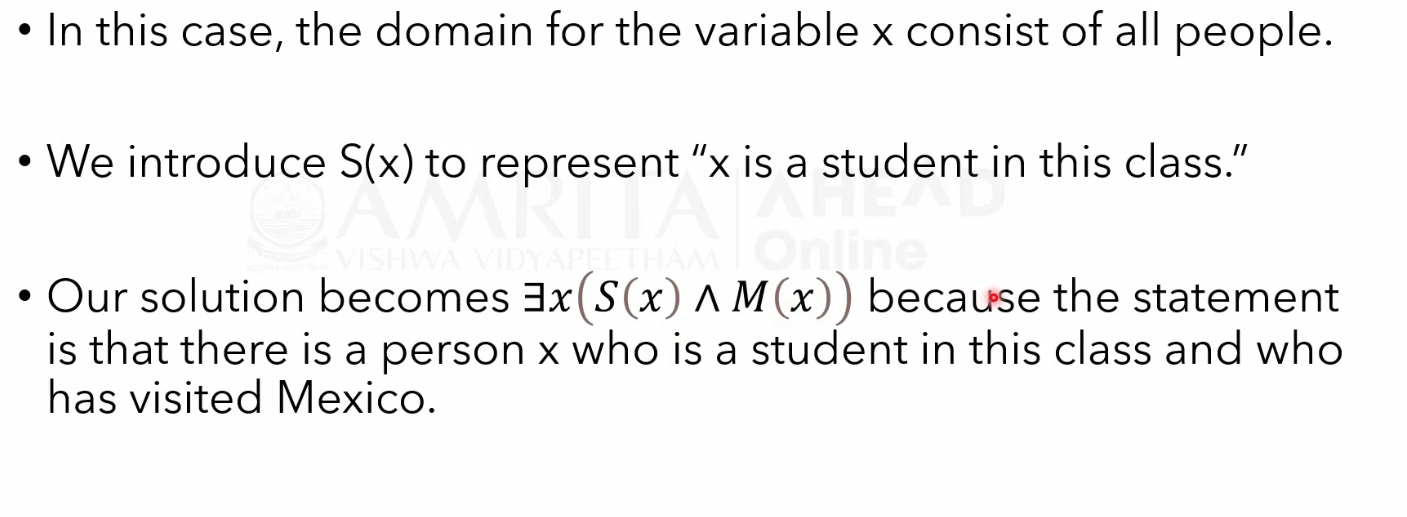 • In this case, the domain for the variable x consist of all people.
• We introduce S(x) to represent “x is a student in this class.”
AMRITA AHEAD
VISHWA VIDYAPEETHAM Online
• Our solution becomes ∃x(S(x) ∧ M(x)) because the statement
is that there is a person x who is a student in this class and who
has visited Mexico.